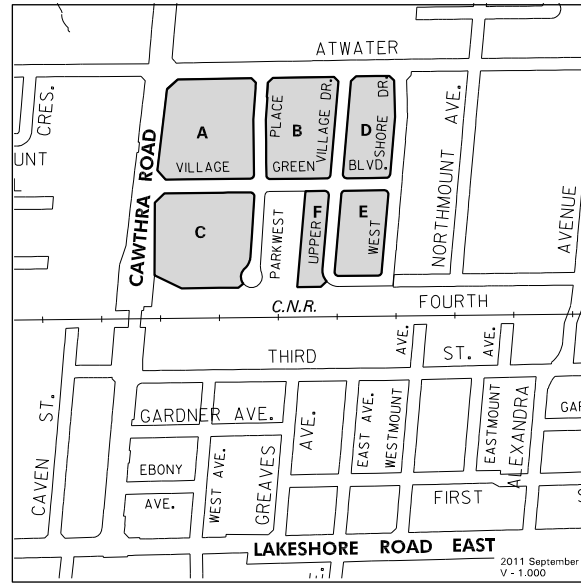 ATWATER
CRES.
UNT
L
CAWTHRA ROAD
A
PLACE
B
VILLAGE DR.
D
SHORE DR.
NORTHMOUNT AVE.
AVENUE
VILLAGE
GREEN
BLVD.
C
PARKWEST
F
UPPER
E
WEST
C.N.R.
FOURTH
THIRD
AVE.
ST.
AVE.
CAVEN ST.
GARDNER AVE.
AVE.
EAST AVE.
WESTMOUNT
EASTMOUNT
ALEXANDRA
GAR
EBONY
WEST AVE.
GREAVES
AVE.
FIRST
S
LAKESHORE ROAD EAST
2011 September
V - 1.000